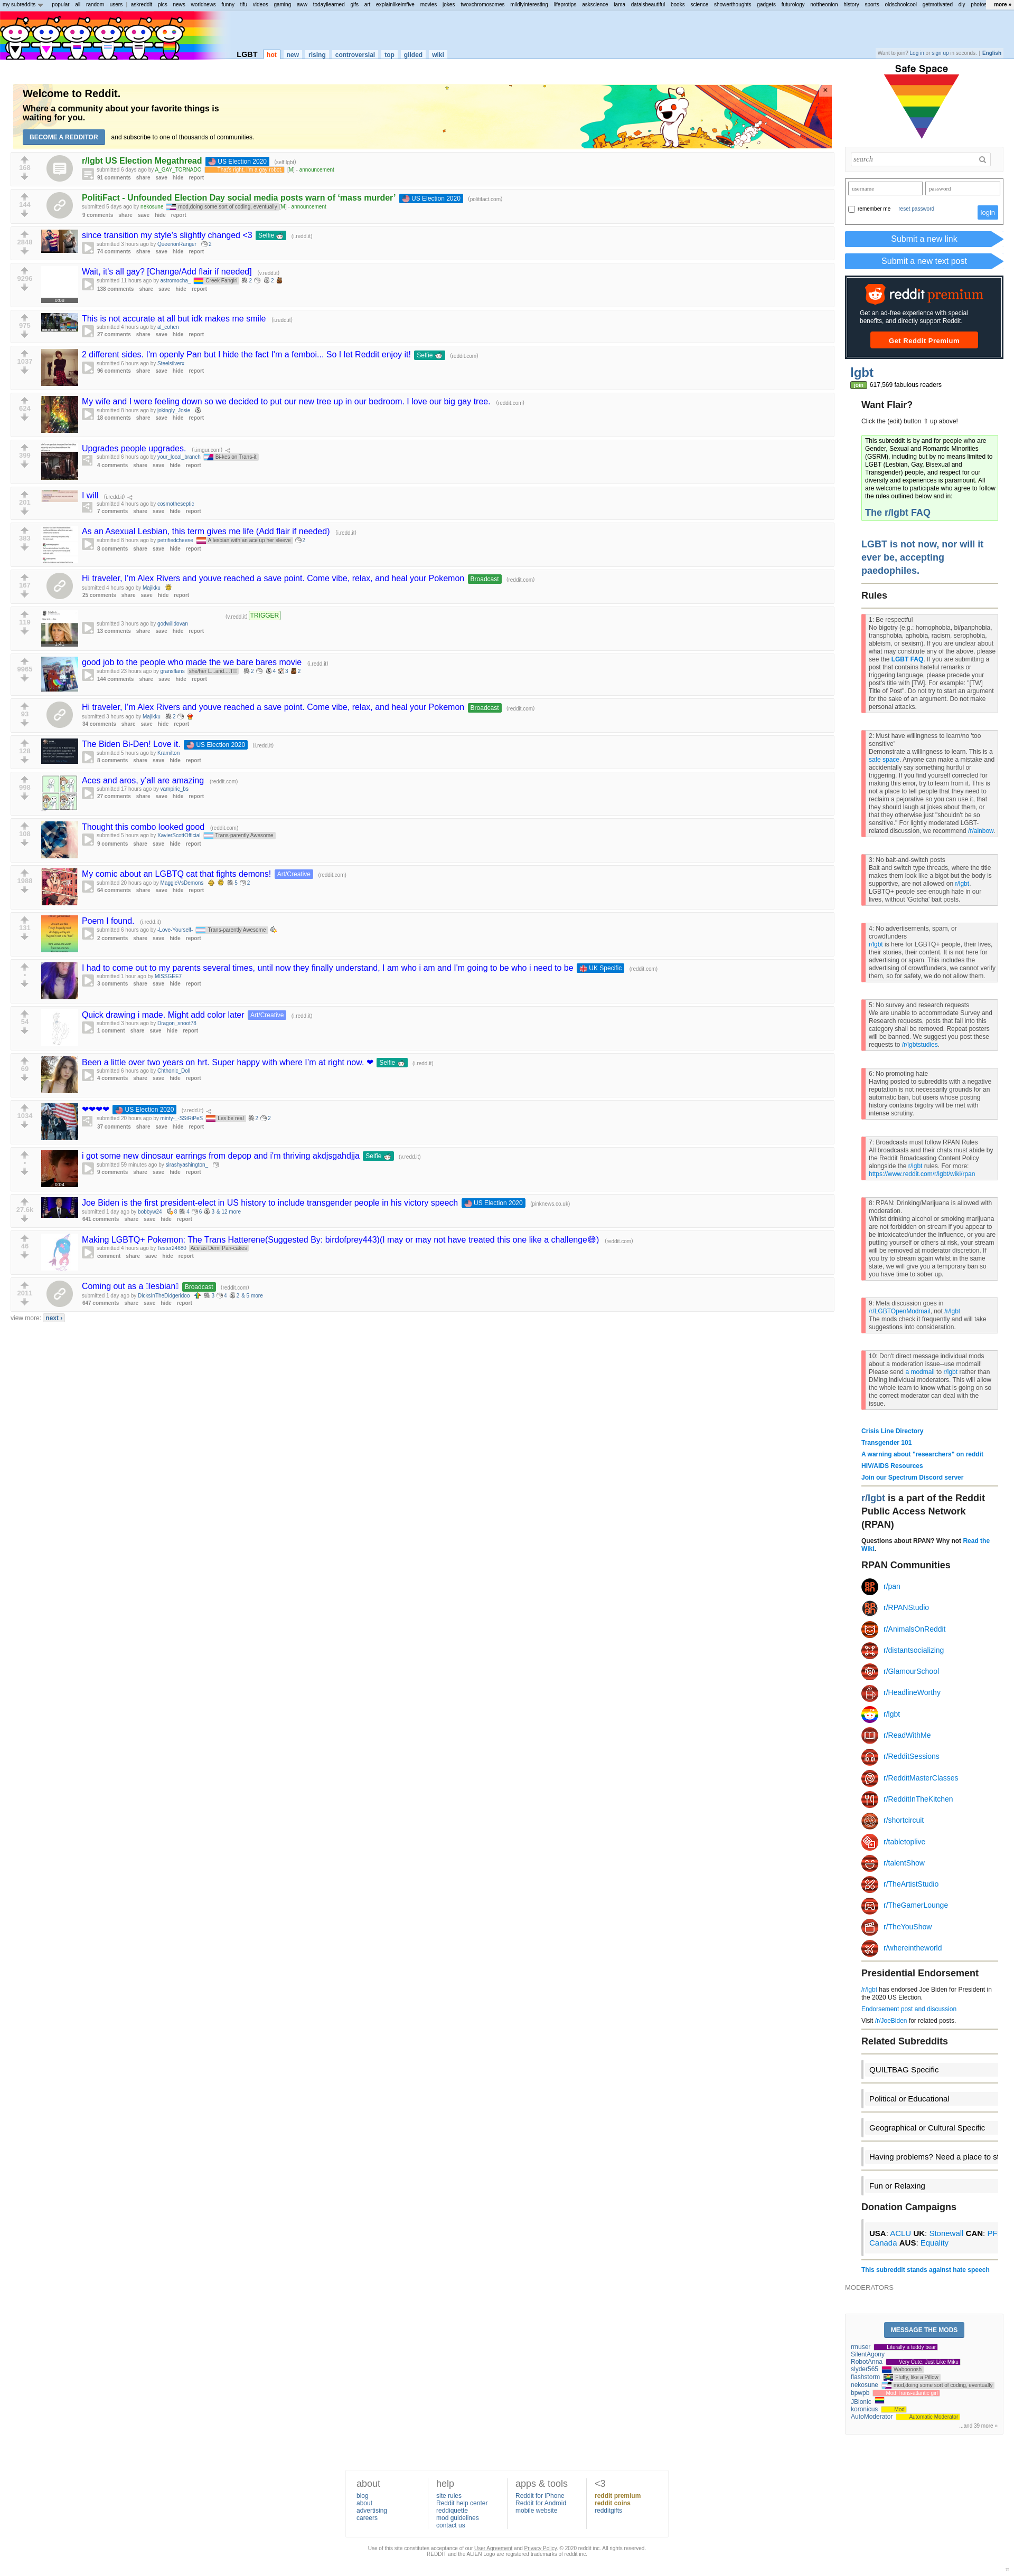 my subreddits popular - all - random - users | askreddit - pics - news - worldnews - funny - tifu - videos - gaming - aww - todayilearned - gifs - art - explainlikeimfive - movies - jokes - twoxchromosomes - mildlyinteresting - lifeprotips - askscience - iama - dataisbeautiful - books - science - showerthoughts - gadgets - futurology - nottheonion - history - sports - oldschoolcool - getmotivated - diy - photos more »
LGBT hot new rising controversial top gilded wiki
Want to join? Log in or sign up in seconds. | English
Welcome to Reddit.
Where a community about your favorite things is
waiting for you.
BECOME A REDDITOR and subscribe to one of thousands of communities.
168
r/lgbt US Election Megathread US Election 2020 (self.lgbt)
submitted 6 days ago by A_GAY_TORNADO That's right, I'm a gay robot. [M] - announcement
91 comments share save hide report
144
PolitiFact - Unfounded Election Day social media posts warn of ‘mass murder’ US Election 2020 (politifact.com)
submitted 5 days ago by nekosune mod,doing some sort of coding, eventually [M] - announcement
9 comments share save hide report
2848
since transition my style's slightly changed <3 Selfie (i.redd.it)
submitted 3 hours ago by QueerionRanger 2
74 comments share save hide report
9296
Wait, it's all gay? [Change/Add flair if needed] (v.redd.it)
submitted 11 hours ago by astromocha_ Creek Fangirl 2 2
138 comments share save hide report
0:08
975
This is not accurate at all but idk makes me smile (i.redd.it)
submitted 4 hours ago by al_cohen
27 comments share save hide report
1037
2 different sides. I'm openly Pan but I hide the fact I'm a femboi... So I let Reddit enjoy it! Selfie (reddit.com)
submitted 6 hours ago by Steelsilverx
96 comments share save hide report
624
My wife and I were feeling down so we decided to put our new tree up in our bedroom. I love our big gay tree. (reddit.com)
submitted 8 hours ago by jokingly_Josie
18 comments share save hide report
399
Upgrades people upgrades. (i.imgur.com)
submitted 6 hours ago by your_local_branch Bi-kes on Trans-it
4 comments share save hide report
201
I will (i.redd.it)
submitted 4 hours ago by cosmotheseptic
7 comments share save hide report
383
As an Asexual Lesbian, this term gives me life (Add flair if needed) (i.redd.it)
submitted 8 hours ago by petrifiedcheese A lesbian with an ace up her sleeve 2
8 comments share save hide report
167
Hi traveler, I'm Alex Rivers and youve reached a save point. Come vibe, relax, and heal your Pokemon Broadcast (reddit.com)
submitted 4 hours ago by Majikku
25 comments share save hide report
119
(v.redd.it) [TRIGGER]
submitted 3 hours ago by godwilldovan
13 comments share save hide report
1:41
9965
good job to the people who made the we bare bares movie (i.redd.it)
submitted 23 hours ago by gransifians she/her L...and... T 2 4 3 2
144 comments share save hide report
93
Hi traveler, I'm Alex Rivers and youve reached a save point. Come vibe, relax, and heal your Pokemon Broadcast (reddit.com)
submitted 3 hours ago by Majikku 2
34 comments share save hide report
128
The Biden Bi-Den! Love it. US Election 2020 (i.redd.it)
submitted 5 hours ago by Kramilton
8 comments share save hide report
998
Aces and aros, y'all are amazing (reddit.com)
submitted 17 hours ago by vampiric_bs
27 comments share save hide report
108
Thought this combo looked good (reddit.com)
submitted 5 hours ago by XavierScottOfficial Trans-parently Awesome
9 comments share save hide report
1088
My comic about an LGBTQ cat that fights demons! Art/Creative (reddit.com)
submitted 20 hours ago by MaggieVsDemons 5 2
64 comments share save hide report
131
Poem I found. (i.redd.it)
submitted 6 hours ago by -Love-Yourself- Trans-parently Awesome
2 comments share save hide report
•
I had to come out to my parents several times, until now they finally understand, I am who i am and I'm going to be who i need to be UK Specific (reddit.com)
submitted 1 hour ago by MISSGEE7
3 comments share save hide report
54
Quick drawing i made. Might add color later Art/Creative (i.redd.it)
submitted 3 hours ago by Dragon_snoot78
1 comment share save hide report
69
Been a little over two years on hrt. Super happy with where I'm at right now. ❤ Selfie (i.redd.it)
submitted 6 hours ago by Chthonic_Doll
4 comments share save hide report
1034
❤❤❤❤ US Election 2020 (v.redd.it)
submitted 20 hours ago by minty-_-SStRiPeS Les be real 2 2
37 comments share save hide report
•
i got some new dinosaur earrings from depop and i'm thriving akdjsgahdjja Selfie (v.redd.it)
submitted 59 minutes ago by sirashyashington_
8 comments share save hide report
0:04
27.6k
Joe Biden is the first president-elect in US history to include transgender people in his victory speech US Election 2020 (pinknews.co.uk)
submitted 1 day ago by bobbyw24 8 4 6 3 & 12 more
641 comments share save hide report
46
Making LGBTQ+ Pokemon: The Trans Hatterene(Suggested By: birdofprey443)(I may or may not have treated this one like a challenge😅) (reddit.com)
submitted 4 hours ago by Tester24680 Ace as Demi Pan-cakes
comment share save hide report
2011
Coming out as a lesbian Broadcast (reddit.com)
submitted 1 day ago by DicksInTheDidgeridoo 3 4 2 & 5 more
647 comments share save hide report
view more: next ›
Safe Space
search
username password
remember me reset password login
Submit a new link
Submit a new text post
reddit premium
Get an ad-free experience with special
benefits, and directly support Reddit.
Get Reddit Premium
lgbt
join 617,569 fabulous readers
Want Flair?
Click the (edit) button ⇧ up above!
This subreddit is by and for people who are
Gender, Sexual and Romantic Minorities
(GSRM), including but by no means limited to
LGBT (Lesbian, Gay, Bisexual and
Transgender) people, and respect for our
diversity and experiences is paramount. All
are welcome to participate who agree to follow
the rules outlined below and in:
The r/lgbt FAQ
LGBT is not now, nor will it
ever be, accepting
paedophiles.
Rules
1: Be respectful
No bigotry (e.g.: homophobia, bi/panphobia,
transphobia, aphobia, racism, serophobia,
ableism, or sexism). If you are unclear about
what may constitute any of the above, please
see the LGBT FAQ. If you are submitting a
post that contains hateful remarks or
triggering language, please precede your
post's title with [TW]. For example: "[TW]
Title of Post". Do not try to start an argument
for the sake of an argument. Do not make
personal attacks.
2: Must have willingness to learn/no 'too
sensitive'
Demonstrate a willingness to learn. This is a
safe space. Anyone can make a mistake and
accidentally say something hurtful or
triggering. If you find yourself corrected for
making this error, try to learn from it. This is
not a place to tell people that they need to
reclaim a pejorative so you can use it, that
they should laugh at jokes about them, or
that they otherwise just "shouldn't be so
sensitive." For lightly moderated LGBT-
related discussion, we recommend /r/ainbow.
3: No bait-and-switch posts
Bait and switch type threads, where the title
makes them look like a bigot but the body is
supportive, are not allowed on r/lgbt.
LGBTQ+ people see enough hate in our
lives, without 'Gotcha' bait posts.
4: No advertisements, spam, or
crowdfunders
r/lgbt is here for LGBTQ+ people, their lives,
their stories, their content. It is not here for
advertising or spam. This includes the
advertising of crowdfunders, we cannot verify
them, so for safety, we do not allow them.
5: No survey and research requests
We are unable to accommodate Survey and
Research requests, posts that fall into this
category shall be removed. Repeat posters
will be banned. We suggest you post these
requests to /r/lgbtstudies.
6: No promoting hate
Having posted to subreddits with a negative
reputation is not necessarily grounds for an
automatic ban, but users whose posting
history contains bigotry will be met with
intense scrutiny.
7: Broadcasts must follow RPAN Rules
All broadcasts and their chats must abide by
the Reddit Broadcasting Content Policy
alongside the r/lgbt rules. For more:
https://www.reddit.com/r/lgbt/wiki/rpan
8: RPAN: Drinking/Marijuana is allowed with
moderation.
Whilst drinking alcohol or smoking marijuana
are not forbidden on stream, if you appear to
be intoxicated/under the influence, or you are
putting yourself or others at risk, your stream
will be removed at moderator discretion. If
you try to stream again whilst in the same
state, we will give you a temporary ban so
you have time to sober up.
9: Meta discussion goes in
/r/LGBTOpenModmail, not /r/lgbt
The mods check it frequently and will take
suggestions into consideration.
10: Don't direct message individual mods
about a moderation issue--use modmail!
Please send a modmail to r/lgbt rather than
DMing individual moderators. This will allow
the whole team to know what is going on so
the correct moderator can deal with the
issue.
Crisis Line Directory
Transgender 101
A warning about "researchers" on reddit
HIV/AIDS Resources
Join our Spectrum Discord server
r/lgbt is a part of the Reddit
Public Access Network
(RPAN)
Questions about RPAN? Why not Read the
Wiki.
RPAN Communities
r/pan
r/RPANStudio
r/AnimalsOnReddit
r/distantsocializing
r/GlamourSchool
r/HeadlineWorthy
r/lgbt
r/ReadWithMe
r/RedditSessions
r/RedditMasterClasses
r/RedditInTheKitchen
r/shortcircuit
r/tabletoplive
r/talentShow
r/TheArtistStudio
r/TheGamerLounge
r/TheYouShow
r/whereintheworld
Presidential Endorsement
/r/lgbt has endorsed Joe Biden for President in
the 2020 US Election.
Endorsement post and discussion
Visit /r/JoeBiden for related posts.
Related Subreddits
QUILTBAG Specific
Political or Educational
Geographical or Cultural Specific
Having problems? Need a place to st
Fun or Relaxing
Donation Campaigns
USA: ACLU UK: Stonewall CAN: PF
Canada AUS: Equality
This subreddit stands against hate speech
MODERATORS
MESSAGE THE MODS
rmuser Literally a teddy bear
SilentAgony
RobotAnna Very Cute, Just Like Miku
slyder565 Waboooosh
flashstorm Fluffy, like a Pillow
nekosune mod,doing some sort of coding, eventually
bpwpb
JBionic
koronicus Mod
AutoModerator Automatic Moderator
...and 39 more »
about
blog
about
advertising
careers
help
site rules
Reddit help center
reddiquette
mod guidelines
contact us
apps & tools
Reddit for iPhone
Reddit for Android
mobile website
<3
reddit premium
reddit coins
redditgifts
Use of this site constitutes acceptance of our User Agreement and Privacy Policy. © 2020 reddit inc. All rights reserved.
REDDIT and the ALIEN Logo are registered trademarks of reddit inc.
π